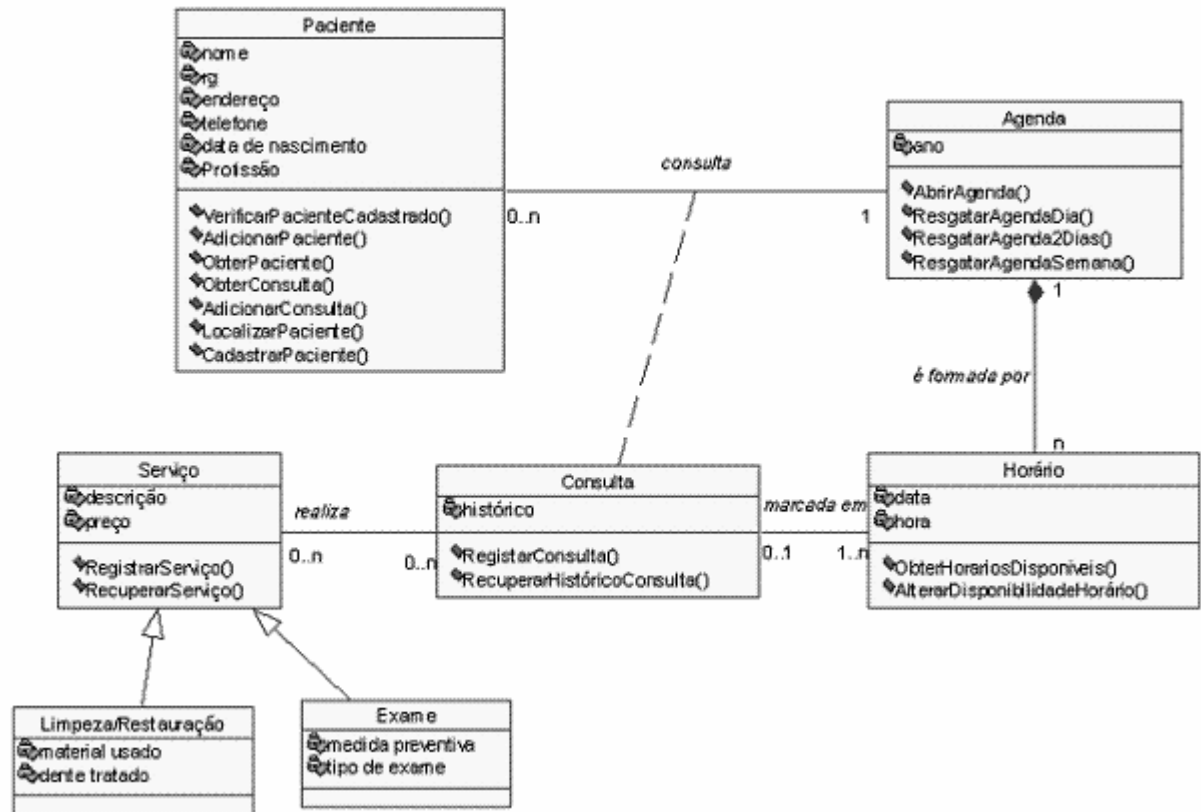 Paciente
nome
rg
endereço
telefone
data de nascimento
Profissão
VerificarPacienteCadastrado()
AdicionarPaciente()
ObterPaciente()
ObterConsulta()
AdicionarConsulta()
LocalizarPaciente()
CadastrarPaciente()
consulta
0..n
1
Agenda
ano
AbrirAgenda()
ResgatarAgendaDia()
ResgatarAgenda2Dias()
ResgatarAgendaSemana()
1
é formada por
n
Serviço
descrição
preço
RegistrarServiço()
RecuperarServiço()
realiza
0..n
0..n
Consulta
histórico
RegistarConsulta()
RecuperarHistóricoConsulta()
marcada em
0..1
1..n
Horário
data
hora
ObterHorariosDisponiveis()
AlterarDisponibilidadeHorário()
Limpeza/Restauração
material usado
dente tratado
Exame
medida preventiva
tipo de exame